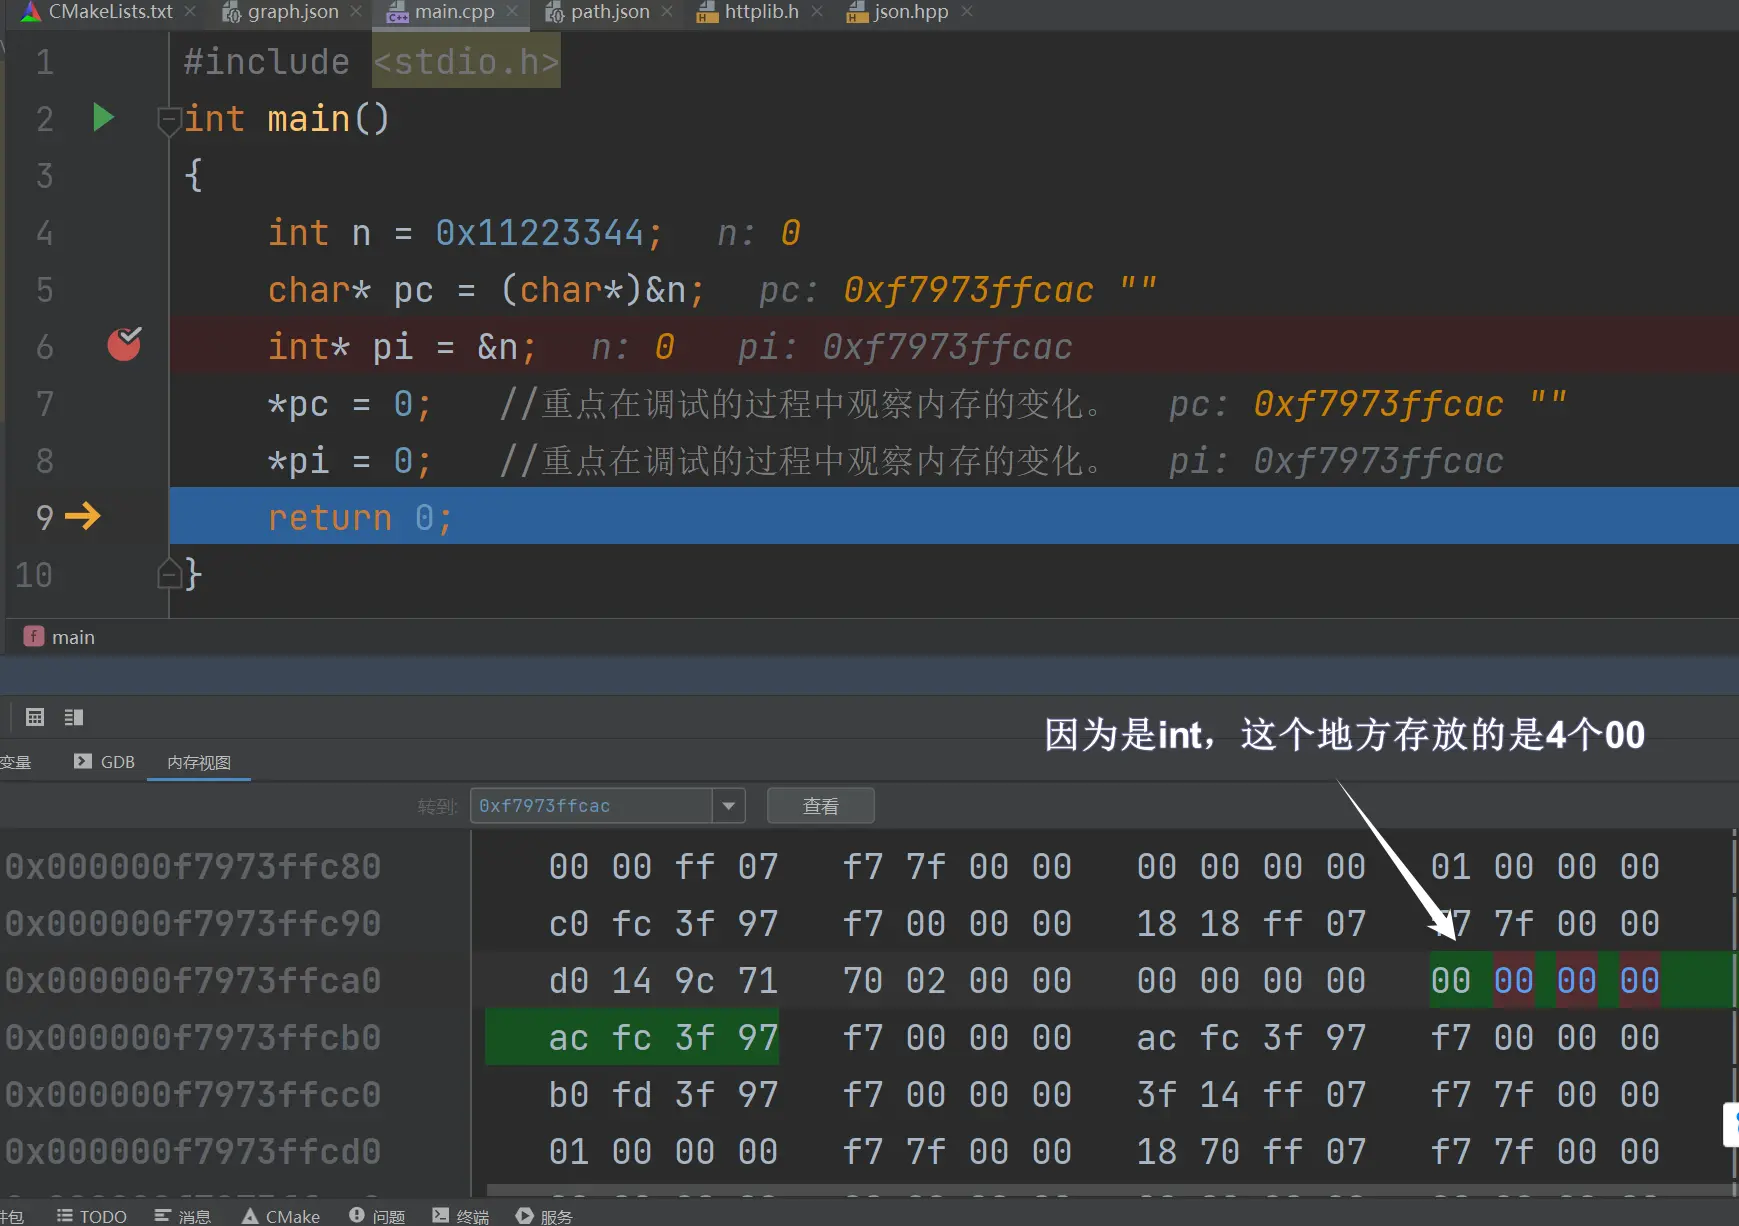 CMakeLists.txt graph.json main.cpp path.json httplib.h json.hpp
1 #include <stdio.h>
2 int main()
3 {
4 int n = 0x11223344; n: 0
5 char* pc = (char*)&n; pc: 0xf7973ffcac ""
6 int* pi = &n; n: 0 pi: 0xf7973ffcac
7 *pc = 0; //重点在调试的过程中观察内存的变化。 pc: 0xf7973ffcac ""
8 *pi = 0; //重点在调试的过程中观察内存的变化。 pi: 0xf7973ffcac
9 return 0;
10 }
f main
因为是int，这个地方存放的是4个00
变量 GDB 内存视图
转到: 0xf7973ffcac 查看
0x000000f7973ffc80 00 00 ff 07 f7 7f 00 00 00 00 00 00 01 00 00 00
0x000000f7973ffc90 c0 fc 3f 97 f7 00 00 00 18 18 ff 07 f7 7f 00 00
0x000000f7973ffca0 d0 14 9c 71 70 02 00 00 00 00 00 00 00 00 00 00
0x000000f7973ffcb0 ac fc 3f 97 f7 00 00 00 ac fc 3f 97 f7 00 00 00
0x000000f7973ffcc0 b0 fd 3f 97 f7 00 00 00 3f 14 ff 07 f7 7f 00 00
0x000000f7973ffcd0 01 00 00 00 f7 7f 00 00 18 70 ff 07 f7 7f 00 00
件包 TODO 消息 CMake 问题 终端 服务